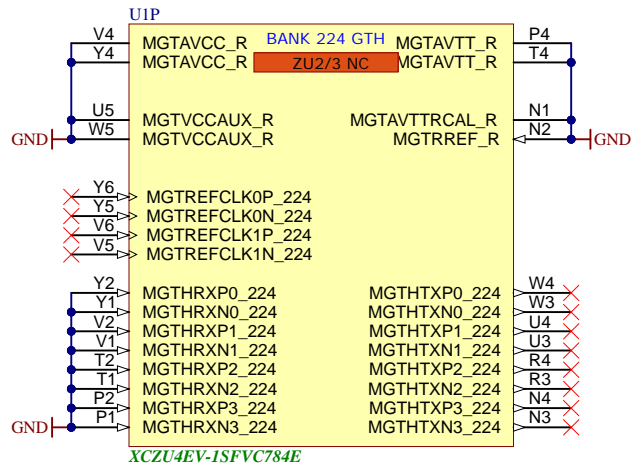 U1P
BANK 224 GTH
ZU2/3 NC
V4 MGTAVCC_R MGTAVTT_R P4
Y4 MGTAVCC_R MGTAVTT_R T4
U5 MGTVCCAUX_R MGTAVTTRCAL_R N1
GND W5 MGTVCCAUX_R MGTRREF_R N2 GND
Y6 MGTREFCLK0P_224
Y5 MGTREFCLK0N_224
V6 MGTREFCLK1P_224
V5 MGTREFCLK1N_224
Y2 MGTHRXP0_224 MGTHTXP0_224 W4
Y1 MGTHRXN0_224 MGTHTXN0_224 W3
V2 MGTHRXP1_224 MGTHTXP1_224 U4
V1 MGTHRXN1_224 MGTHTXN1_224 U3
T2 MGTHRXP2_224 MGTHTXP2_224 R4
T1 MGTHRXN2_224 MGTHTXN2_224 R3
P2 MGTHRXP3_224 MGTHTXP3_224 N4
GND P1 MGTHRXN3_224 MGTHTXN3_224 N3
XCZU4EV-1SFVC784E